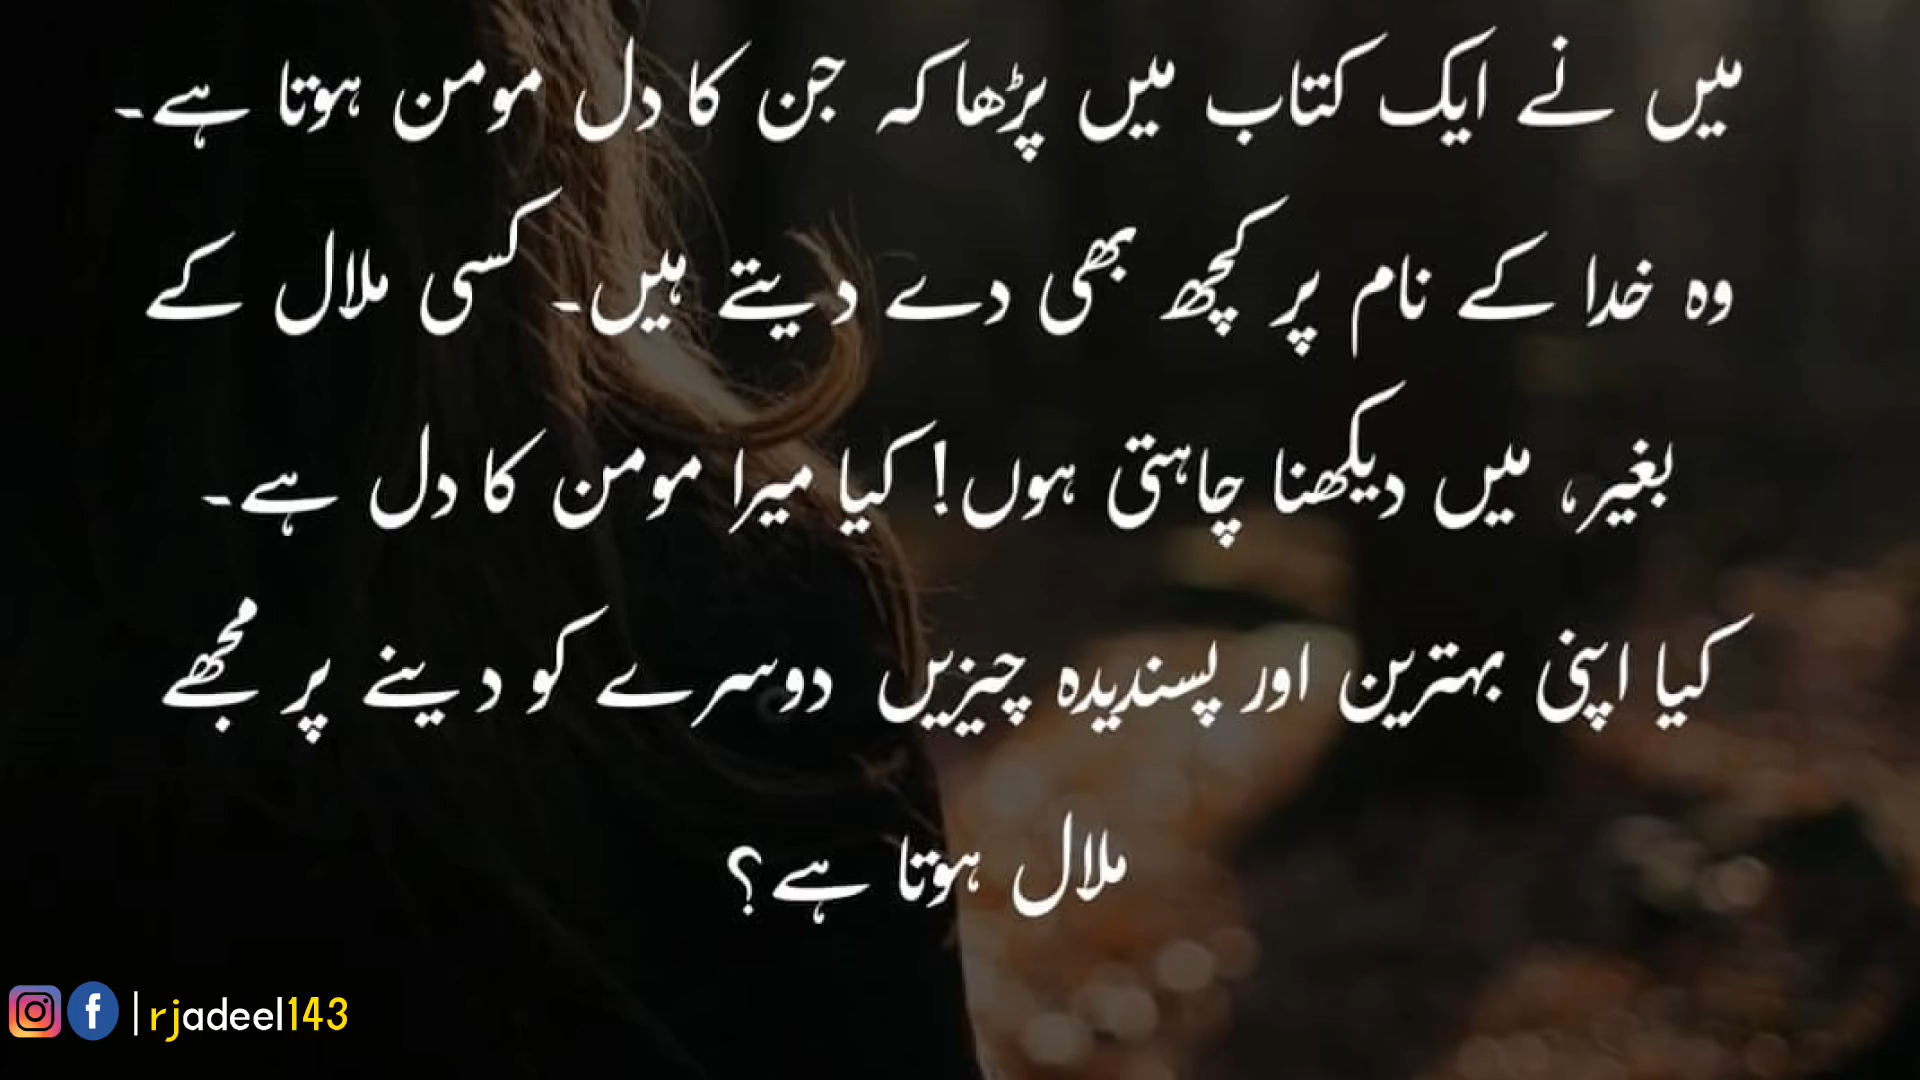 میں نے ایک کتاب میں پڑھا کہ جن کا دل مومن ہوتا ہے۔
وہ خدا کے نام پر کچھ بھی دے دیتے ہیں۔ کسی ملال کے
بغیر، میں دیکھنا چاہتی ہوں! کیا میرا مومن کا دل ہے۔
کیا اپنی بہترین اور پسندیدہ چیزیں دوسرے کو دینے پر مجھے
ملال ہوتا ہے؟
|rjadeel143